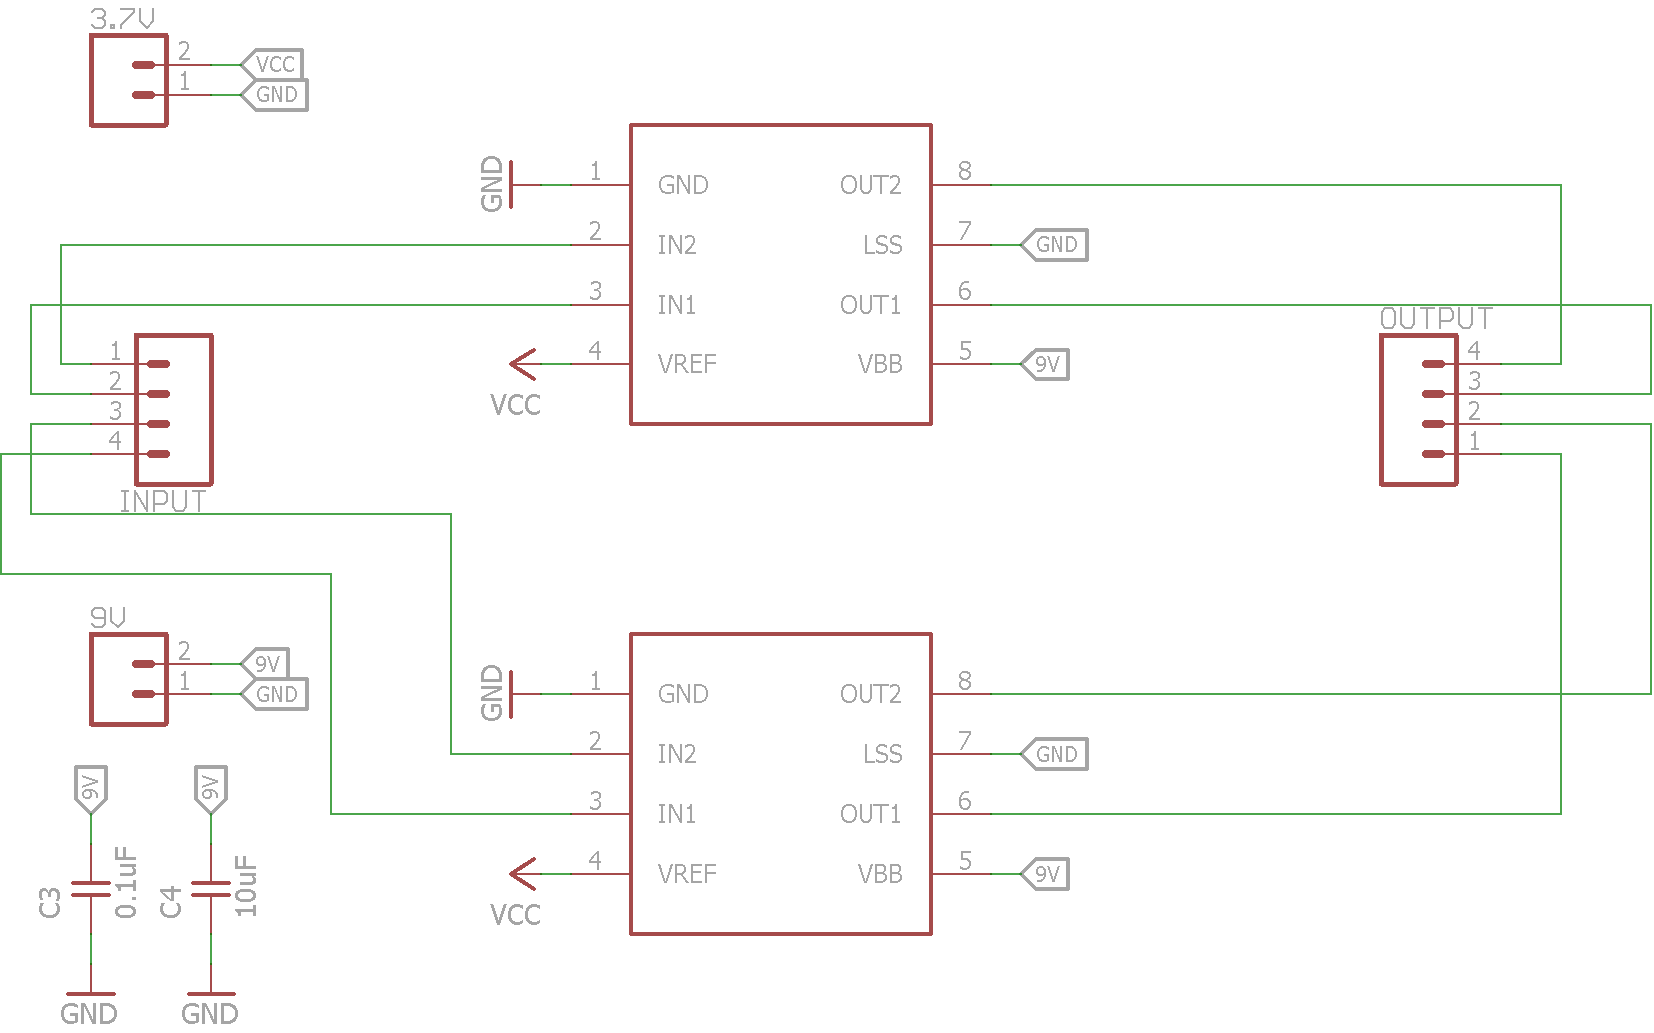 3.7V
2 VCC
1 GND
GND 1 GND OUT2 8
2 IN2 LSS 7 GND
3 IN1 OUT1 6
4 VREF VBB 5 9V
VCC
1
2
3
4
INPUT
OUTPUT
4
3
2
1
9V
2 9V
1 GND
GND 1 GND OUT2 8
2 IN2 LSS 7 GND
3 IN1 OUT1 6
4 VREF VBB 5 9V
VCC
9V
C3
0.1uF
GND
9V
C4
10uF
GND